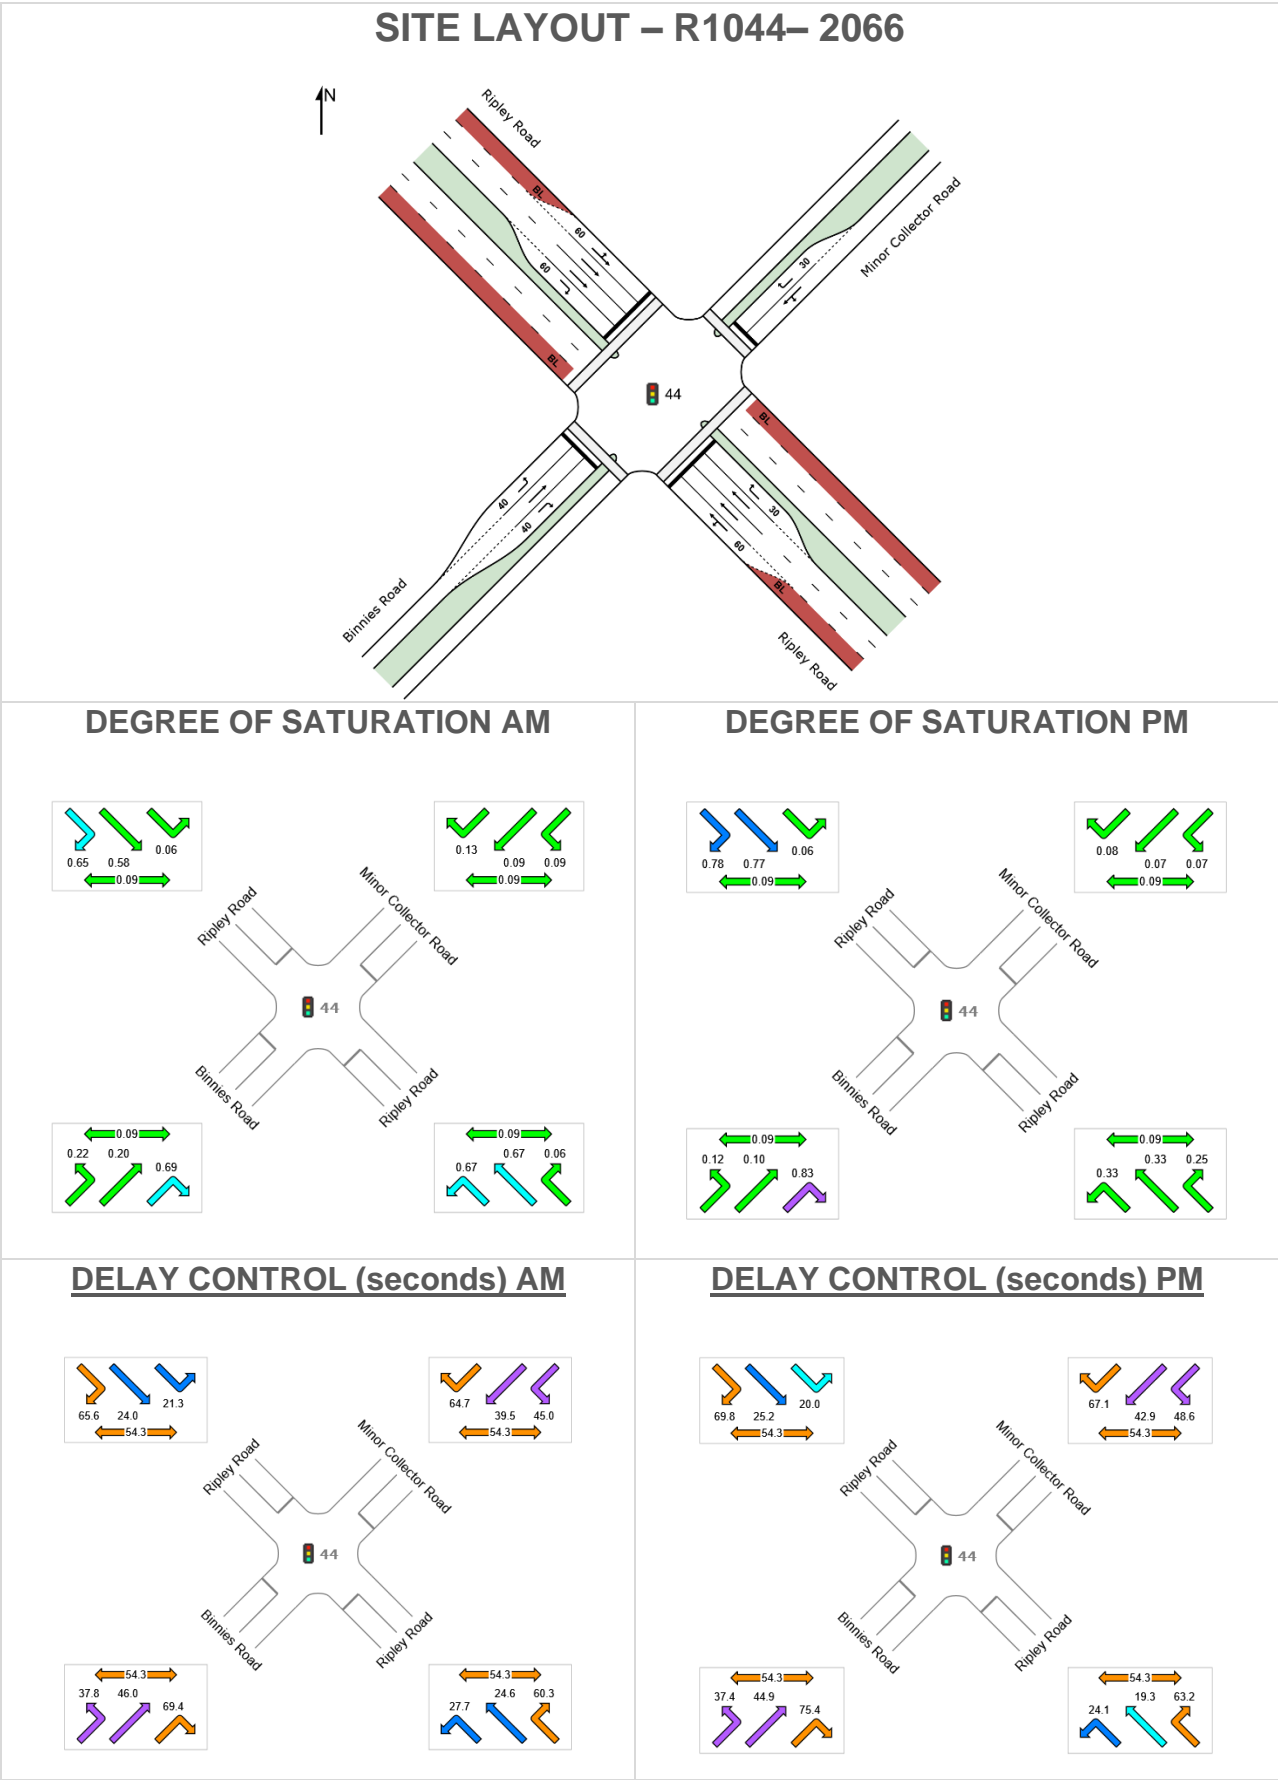 SITE LAYOUT – R1044– 2066
N
Ripley Road
Minor Collector Road
BL
60
60
30
BL
44
BL
40
40
30
60
BL
Binnies Road
Ripley Road
DEGREE OF SATURATION AM
0.65 0.58 0.06
0.09
0.13 0.09 0.09
0.09
Ripley Road
Minor Collector Road
44
Binnies Road
Ripley Road
0.09
0.22 0.20 0.69
0.09
0.67 0.67 0.06
DEGREE OF SATURATION PM
0.78 0.77 0.06
0.09
0.08 0.07 0.07
0.09
Ripley Road
Minor Collector Road
44
Binnies Road
Ripley Road
0.09
0.12 0.10 0.83
0.09
0.33 0.33 0.25
DELAY CONTROL (seconds) AM
65.6 24.0 21.3
54.3
64.7 39.5 45.0
54.3
Ripley Road
Minor Collector Road
44
Binnies Road
Ripley Road
54.3
37.8 46.0 69.4
54.3
27.7 24.6 60.3
DELAY CONTROL (seconds) PM
69.8 25.2 20.0
54.3
67.1 42.9 48.6
54.3
Ripley Road
Minor Collector Road
44
Binnies Road
Ripley Road
54.3
37.4 44.9 75.4
54.3
24.1 19.3 63.2